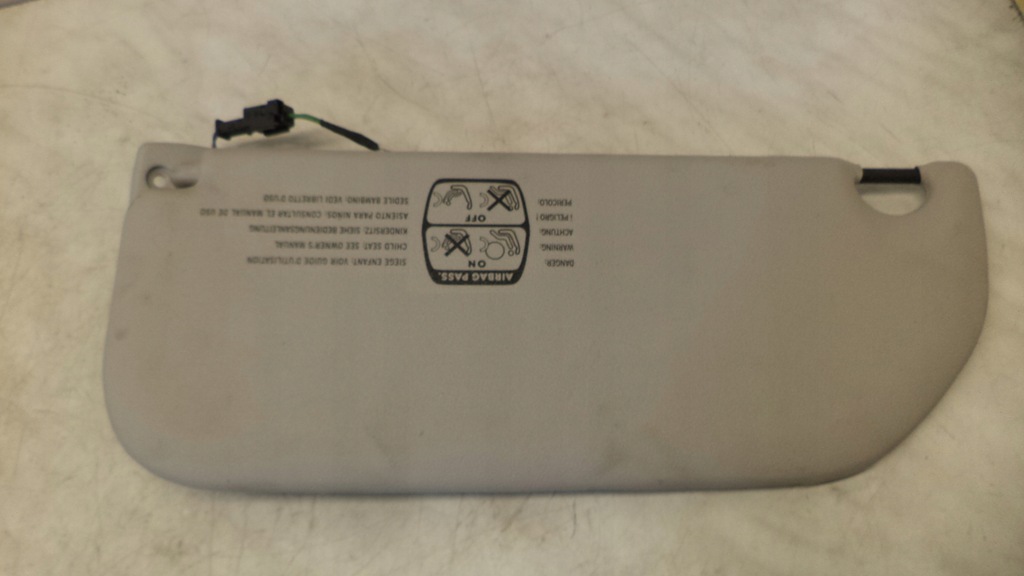 AIRBAG PASS.
ON
OFF
DANGER: SIEGE ENFANT: VOIR GUIDE D'UTILISATION
WARNING: CHILD SEAT: SEE OWNER'S MANUAL
ACHTUNG: KINDERSITZ: SIEHE BEDIENUNGSANLEITUNG
¡ PELIGRO ! ASIENTO PARA NINOS: CONSULTAR EL MANUAL DE USO
PERICOLO: SEDILE BAMBINO: VEDI LIBRETTO D'USO